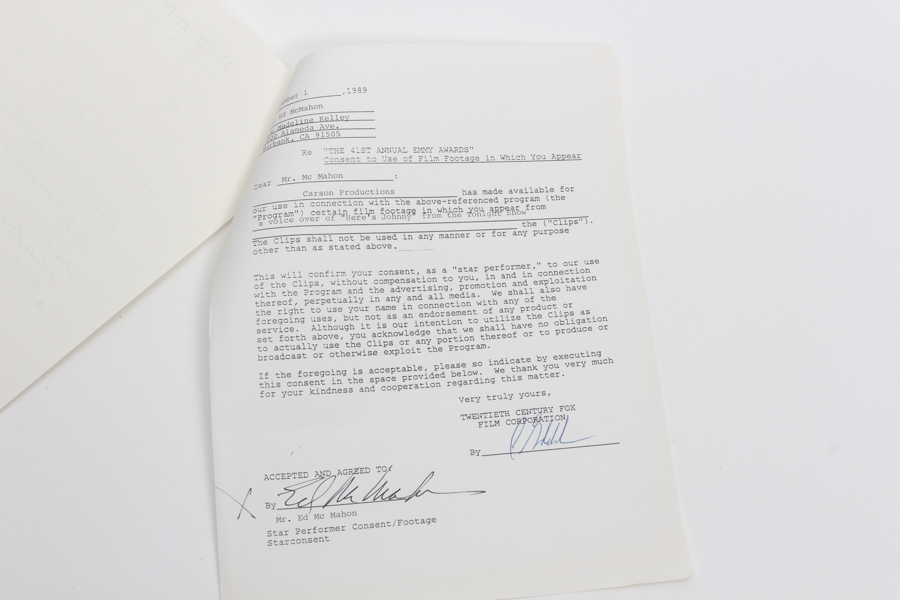 mber 1 ,1989
Ed McMahon
Madeline Kelley
Alameda Ave.
Burbank, CA 91505
Re "THE 41ST ANNUAL EMMY AWARDS"
Consent to Use of Film Footage in Which You Appear
Dear Mr. Mc Mahon :
Carson Productions has made available for
our use in connection with the above-referenced program (the
"Program") certain film footage in which you appear from
a voice over of "Here's Johnny" from the Tonight Show
the ("Clips").
The Clips shall not be used in any manner or for any purpose
other than as stated above.
This will confirm your consent, as a "star performer," to our use
of the Clips, without compensation to you, in and in connection
with the Program and the advertising, promotion and exploitation
thereof, perpetually in any and all media. We shall also have
the right to use your name in connection with any of the
foregoing uses, but not as an endorsement of any product or
service. Although it is our intention to utilize the Clips as
set forth above, you acknowledge that we shall have no obligation
to actually use the Clips or any portion thereof or to produce or
broadcast or otherwise exploit the Program.
If the foregoing is acceptable, please so indicate by executing
this consent in the space provided below. We thank you very much
for your kindness and cooperation regarding this matter.
Very truly yours,
TWENTIETH CENTURY FOX
FILM CORPORATION
By
ACCEPTED AND AGREED TO:
X By Ed McMahon
Mr. Ed Mc Mahon
Star Performer Consent/Footage
Starconsent